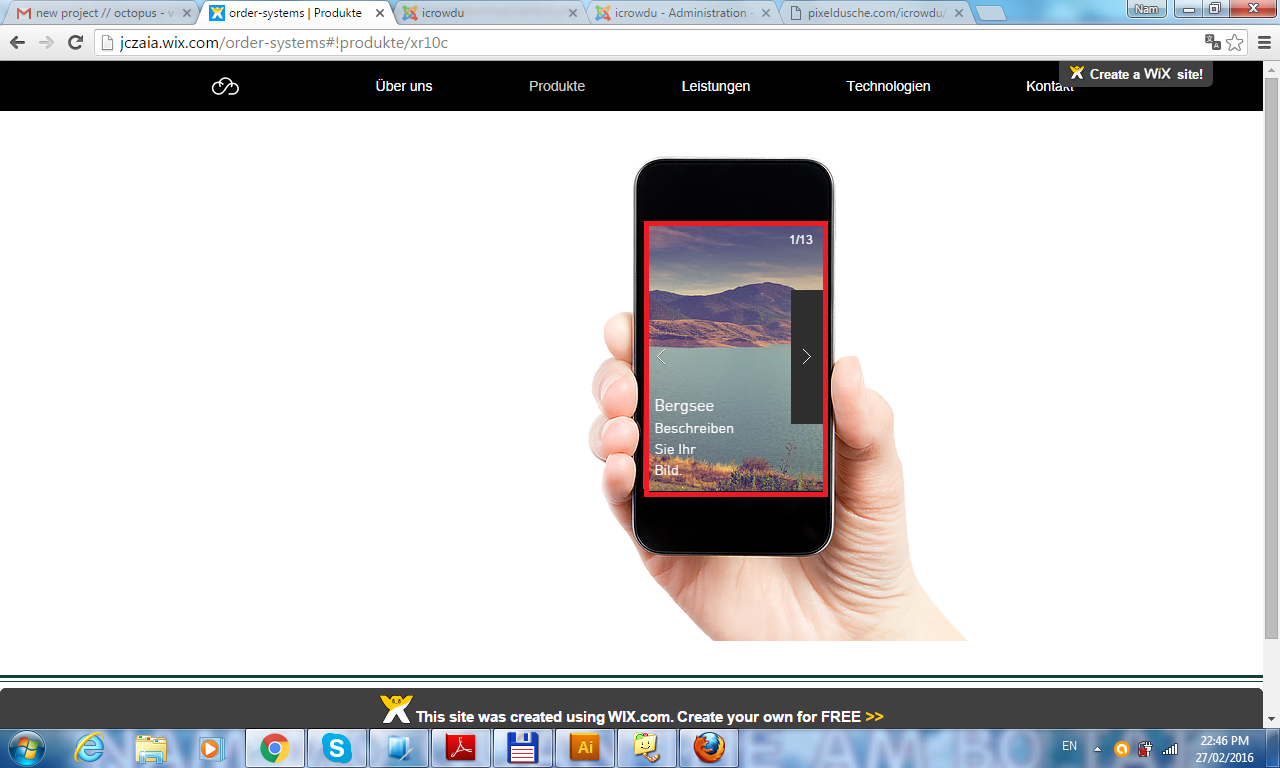 new project // octopus - v
order-systems | Produkte
icrowdu
icrowdu - Administration -
pixeldusche.com/icrowdu/
Nam
jczaia.wix.com/order-systems#!produkte/xr10c
Create a WiX site!
Über uns
Produkte
Leistungen
Technologien
Kontakt
1/13
Bergsee
Beschreiben
Sie Ihr
Bild.
This site was created using WIX.com. Create your own for FREE >>
Ai
EN
22:46 PM
27/02/2016